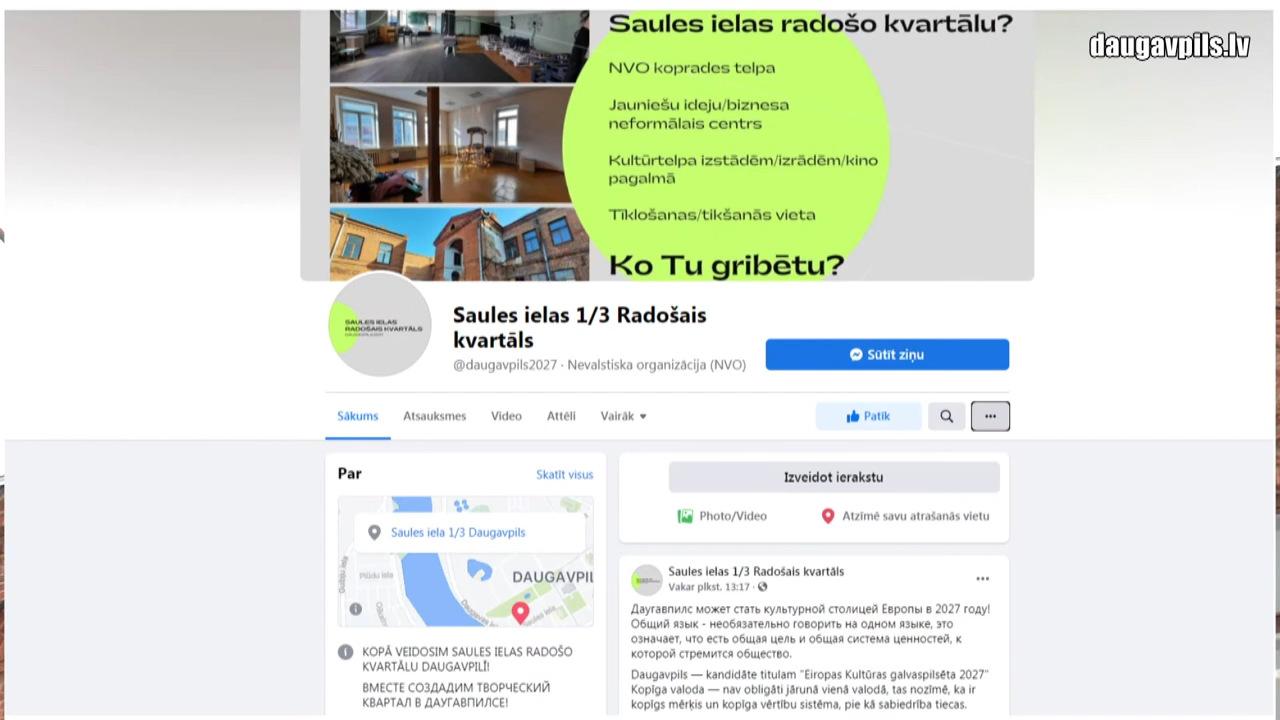 Saules ielas radošo kvartālu?
daugavpils.lv
NVO koprades telpa
Jauniešu ideju/biznesa
neformālais centrs
Kultūrtelpa izstādēm/izrādēm/kino
pagalmā
Tīklošanas/tikšanās vieta
Ko Tu gribētu?
SAULES IELAS
RADOŠAIS KVARTĀLS
Saules ielas 1/3 Radošais
kvartāls
@daugavpils2027 · Nevalstiska organizācija (NVO)
Sūtīt ziņu
Sākums Atsauksmes Video Attēli Vairāk
Patīk
Par
Skatīt visus
Saules iela 1/3 Daugavpils
Plūdu iela
DAUGAVPIL
KOPĀ VEIDOSIM SAULES IELAS RADOŠO
KVARTĀLU DAUGAVPILĪ!
ВМЕСТЕ СОЗДАДИМ ТВОРЧЕСКИЙ
КВАРТАЛ В ДАУГАВПИЛСЕ!
Izveidot ierakstu
Photo/Video
Atzīmē savu atrašanās vietu
Saules ielas 1/3 Radošais kvartāls
Vakar plkst. 13:17 ·
Даугавпилс может стать культурной столицей Европы в 2027 году!
Общий язык - необязательно говорить на одном языке, это
означает, что есть общая цель и общая система ценностей, к
которой стремится общество.
Daugavpils — kandidāte titulam "Eiropas Kultūras galvaspilsēta 2027"
Kopīga valoda — nav obligāti jārunā vienā valodā, tas nozīmē, ka ir
kopīgs mērķis un kopīga vērtību sistēma, pie kā sabiedrība tiecas.